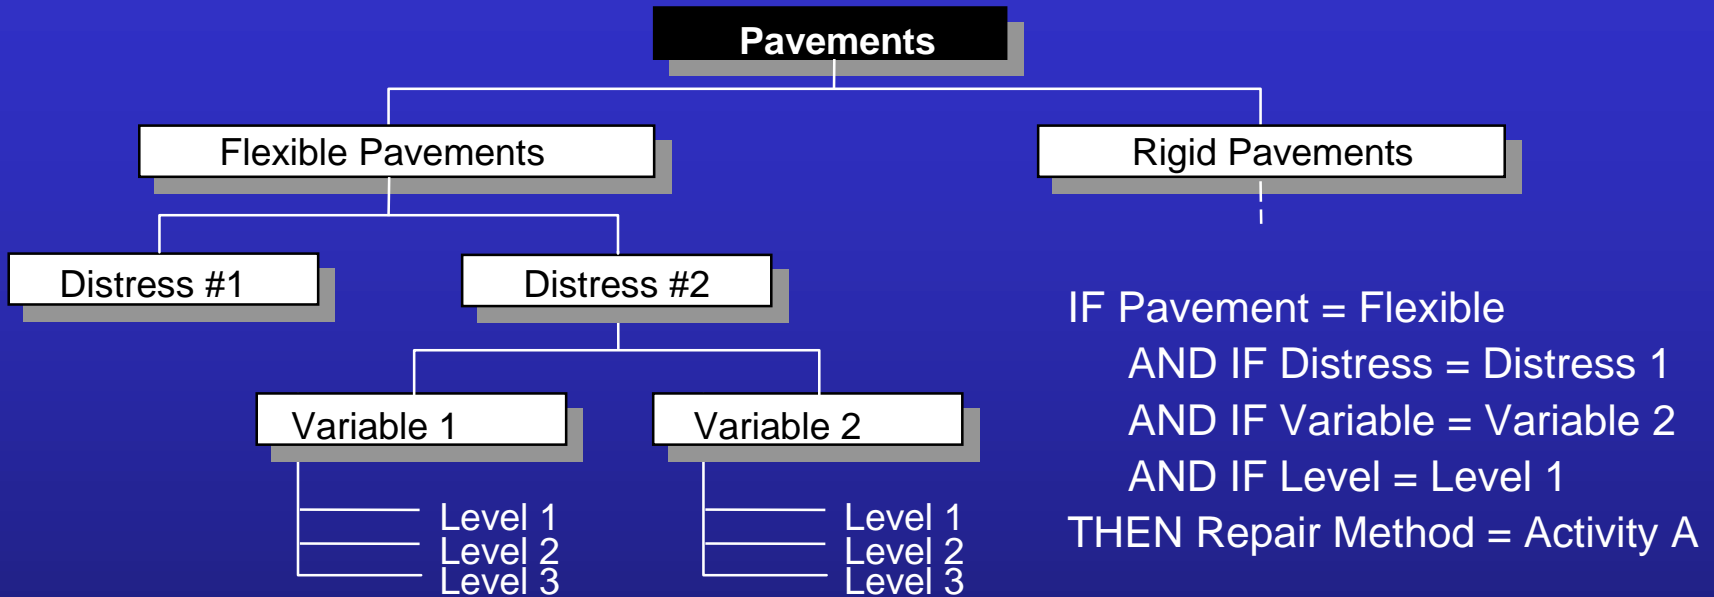 Pavements
Flexible Pavements
Rigid Pavements
Distress #1
Distress #2
Variable 1
Variable 2
Level 1
Level 2
Level 3
Level 1
Level 2
Level 3
IF Pavement = Flexible
AND IF Distress = Distress 1
AND IF Variable = Variable 2
AND IF Level = Level 1
THEN Repair Method = Activity A